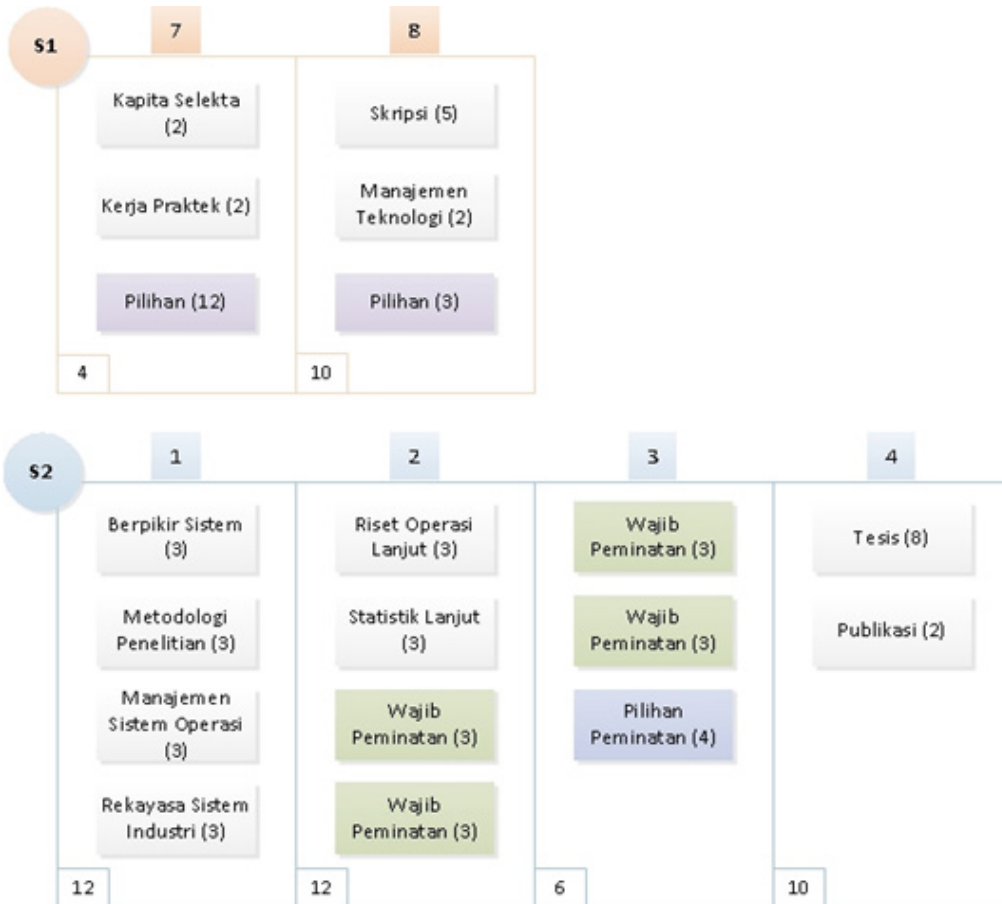 S1
7
8
Kapita Selekta
(2)
Skripsi (5)
Kerja Praktek (2)
Manajemen
Teknologi (2)
Pilihan (12)
Pilihan (3)
4
10
S2
1
2
3
4
Berpikir Sistem
(3)
Riset Operasi
Lanjut (3)
Wajib
Peminatan (3)
Tesis (8)
Metodologi
Penelitian (3)
Statistik Lanjut
(3)
Wajib
Peminatan (3)
Publikasi (2)
Manajemen
Sistem Operasi
(3)
Wajib
Peminatan (3)
Pilihan
Peminatan (4)
Rekayasa Sistem
Industri (3)
Wajib
Peminatan (3)
12
12
6
10